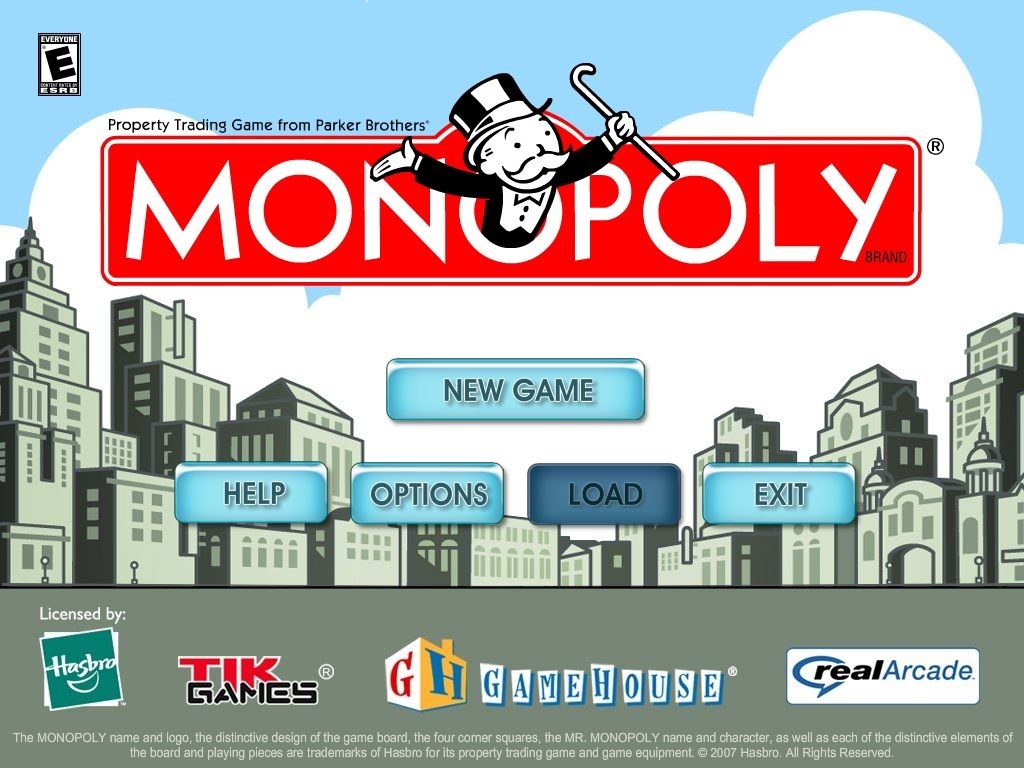 EVERYONE
E
CONTENT RATED BY
ESRB
Property Trading Game from Parker Brothers®
MONOPOLY®
BRAND
NEW GAME
HELP OPTIONS LOAD EXIT
Licensed by:
Hasbro™ TIK GAMES® GH GAMEHOUSE® realArcade™
The MONOPOLY name and logo, the distinctive design of the game board, the four corner squares, the MR. MONOPOLY name and character, as well as each of the distinctive elements of
the board and playing pieces are trademarks of Hasbro for its property trading game and game equipment. © 2007 Hasbro. All Rights Reserved.